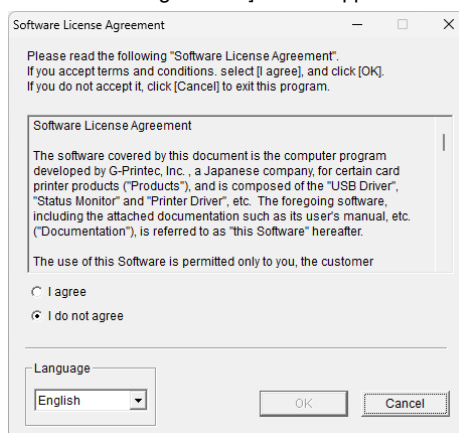 Software License Agreement
Please read the following "Software License Agreement".
If you accept terms and conditions. select [I agree], and click [OK].
If you do not accept it, click [Cancel] to exit this program.
Software License Agreement
The software covered by this document is the computer program
developed by G-Printec, Inc. , a Japanese company, for certain card
printer products ("Products"), and is composed of the "USB Driver",
"Status Monitor" and "Printer Driver", etc. The foregoing software,
including the attached documentation such as its user's manual, etc.
("Documentation"), is referred to as "this Software" hereafter.
The use of this Software is permitted only to you, the customer
I agree
I do not agree
Language
English
OK
Cancel